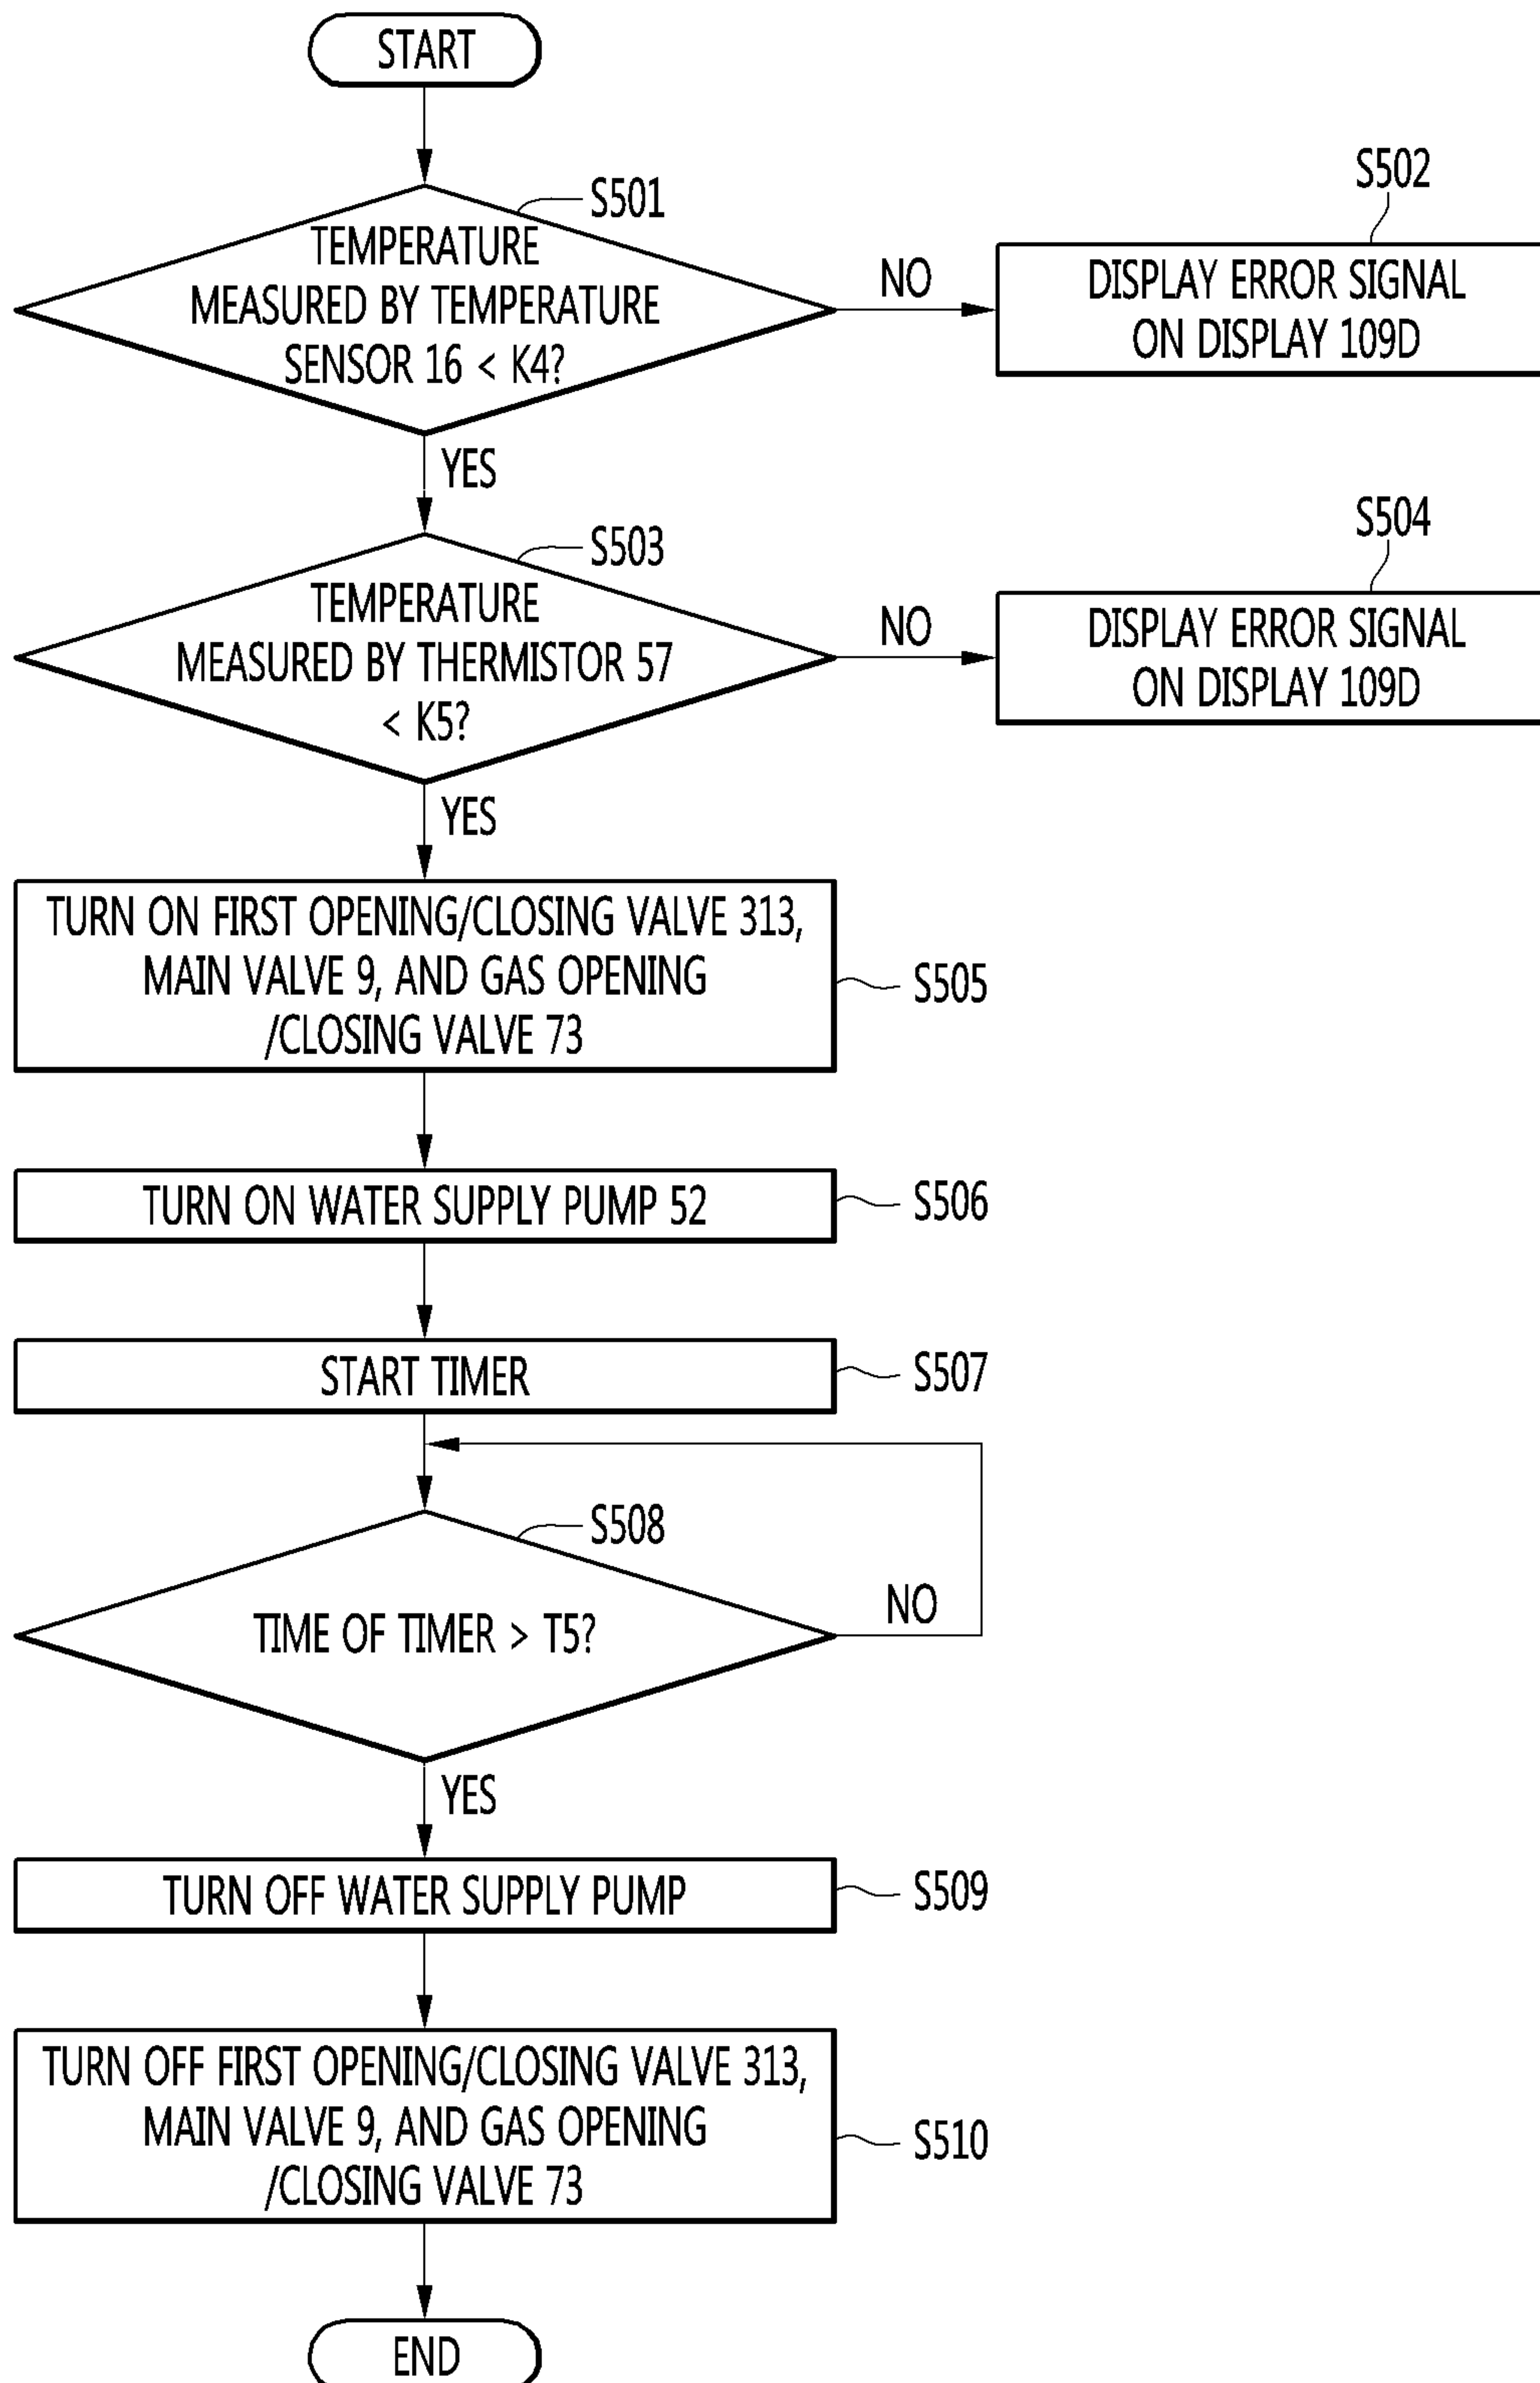 START
S501
TEMPERATURE
MEASURED BY TEMPERATURE
SENSOR 16 < K4?
NO
S502
DISPLAY ERROR SIGNAL
ON DISPLAY 109D
YES
S503
TEMPERATURE
MEASURED BY THERMISTOR 57
< K5?
NO
S504
DISPLAY ERROR SIGNAL
ON DISPLAY 109D
YES
TURN ON FIRST OPENING/CLOSING VALVE 313,
MAIN VALVE 9, AND GAS OPENING
/CLOSING VALVE 73
S505
TURN ON WATER SUPPLY PUMP 52
S506
START TIMER
S507
S508
TIME OF TIMER > T5?
NO
YES
TURN OFF WATER SUPPLY PUMP
S509
TURN OFF FIRST OPENING/CLOSING VALVE 313,
MAIN VALVE 9, AND GAS OPENING
/CLOSING VALVE 73
S510
END